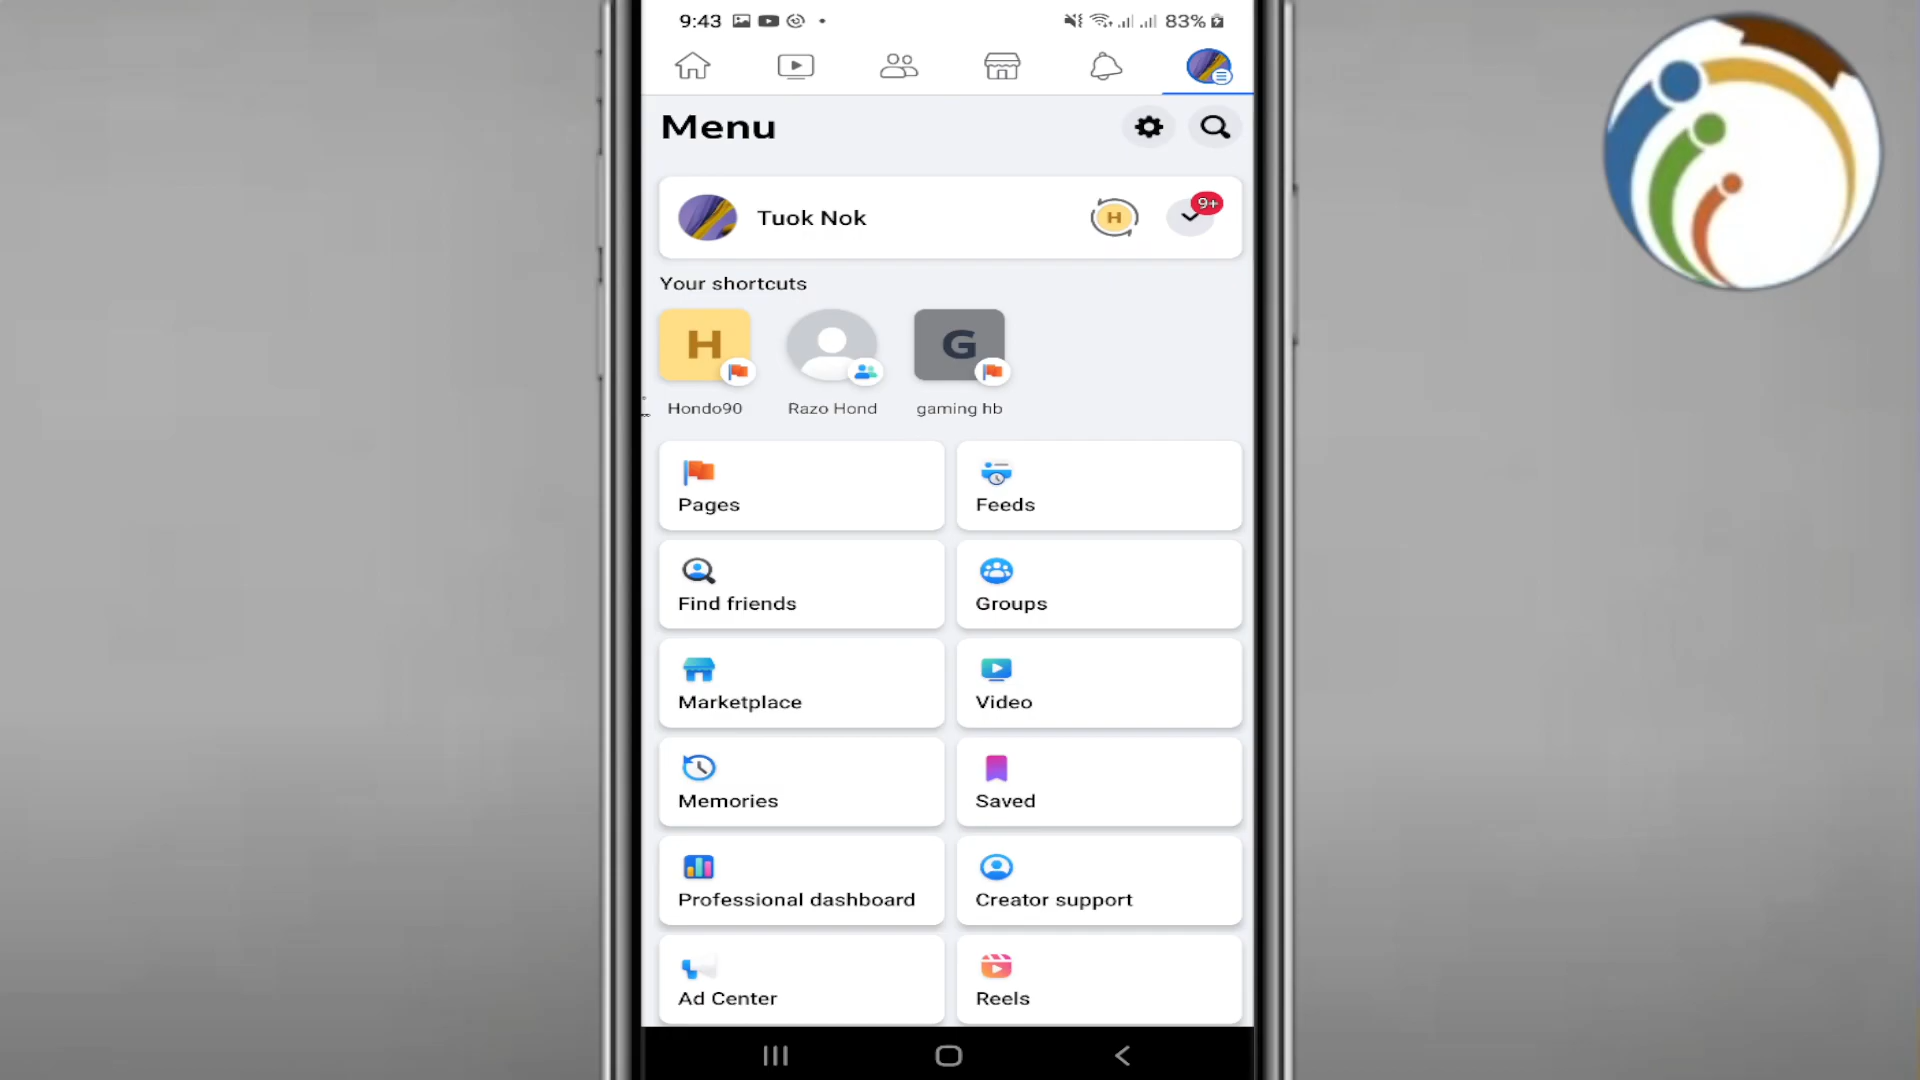 9:43
83%
Menu
Tuok Nok
H
9+
Your shortcuts
H
G
Hondo90
Razo Hond
gaming hb
Pages
Feeds
Find friends
Groups
Marketplace
Video
Memories
Saved
Professional dashboard
Creator support
Ad Center
Reels